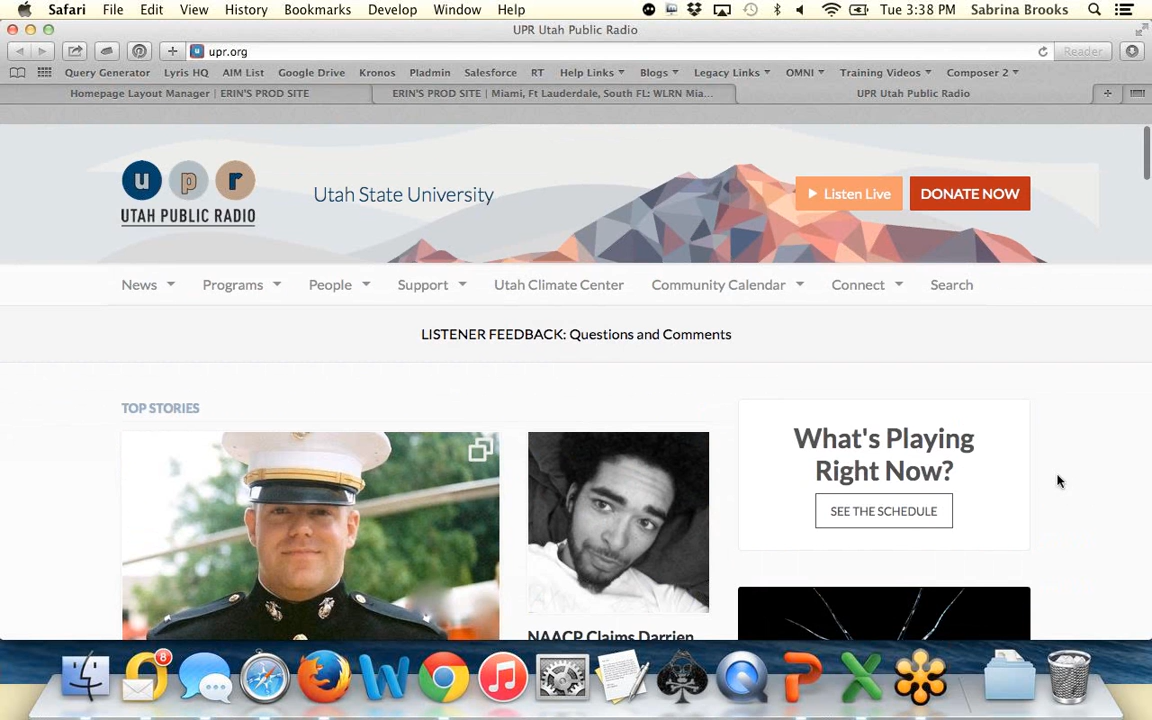 Safari File Edit View History Bookmarks Develop Window Help Tue 3:38 PM Sabrina Brooks
UPR Utah Public Radio
upr.org Reader
Query Generator Lyris HQ AIM List Google Drive Kronos Pladmin Salesforce RT Help Links Blogs Legacy Links OMNI Training Videos Composer 2
Homepage Layout Manager | ERIN'S PROD SITE ERIN'S PROD SITE | Miami, Ft Lauderdale, South FL: WLRN Mia... UPR Utah Public Radio
u p r
UTAH PUBLIC RADIO
Utah State University
Listen Live DONATE NOW
News Programs People Support Utah Climate Center Community Calendar Connect Search
LISTENER FEEDBACK: Questions and Comments
TOP STORIES
What's Playing
Right Now?
SEE THE SCHEDULE
NAACP Claims Darrien
8